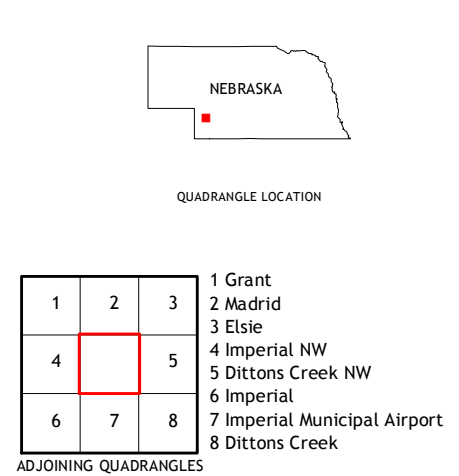 NEBRASKA
QUADRANGLE LOCATION
1 2 3
4 5
6 7 8
1 Grant
2 Madrid
3 Elsie
4 Imperial NW
5 Dittons Creek NW
6 Imperial
7 Imperial Municipal Airport
8 Dittons Creek
ADJOINING QUADRANGLES